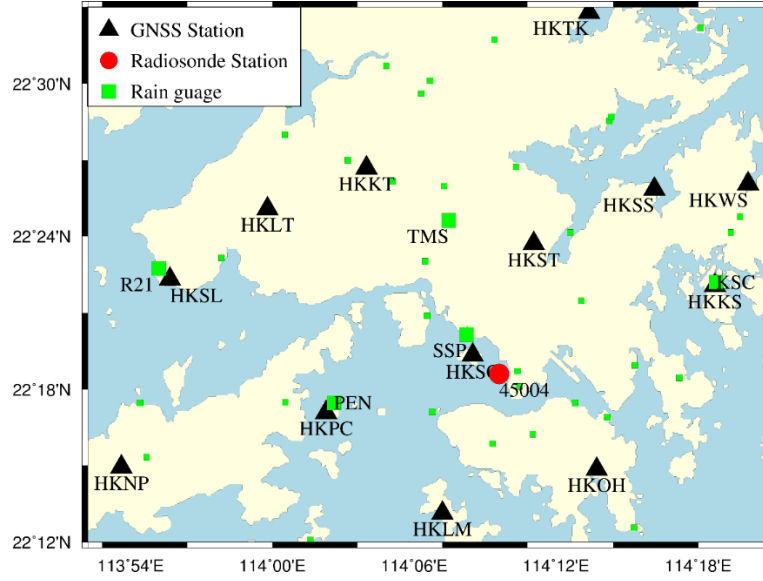 GNSS Station
Radiosonde Station
Rain guage
HKTK
22°30'N
HKKT
HKSS
HKWS
HKLT
TMS
22°24'N
HKST
R21
HKSL
KSC
HKKS
SSP
HKSC
22°18'N
45004
PEN
HKPC
HKNP
HKOH
HKLM
22°12'N
113°54'E
114°00'E
114°06'E
114°12'E
114°18'E